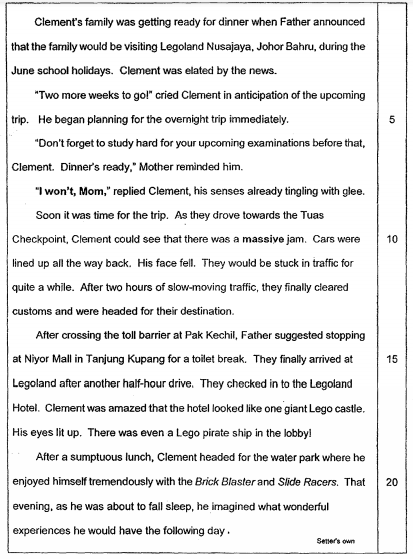 Clement's family was getting ready for dinner when Father announced
that the family would be visiting Legoland Nusajaya, Johor Bahru, during the
June school holidays. Clement was elated by the news.
"Two more weeks to go!" cried Clement in anticipation of the upcoming
trip. He began planning for the overnight trip immediately. 5
"Don't forget to study hard for your upcoming examinations before that,
Clement. Dinner's ready," Mother reminded him.
"I won't, Mom," replied Clement, his senses already tingling with glee.
Soon it was time for the trip. As they drove towards the Tuas
Checkpoint, Clement could see that there was a massive jam. Cars were 10
lined up all the way back. His face fell. They would be stuck in traffic for
quite a while. After two hours of slow-moving traffic, they finally cleared
customs and were headed for their destination.
After crossing the toll barrier at Pak Kechil, Father suggested stopping
at Niyor Mall in Tanjung Kupang for a toilet break. They finally arrived at 15
Legoland after another half-hour drive. They checked in to the Legoland
Hotel. Clement was amazed that the hotel looked like one giant Lego castle.
His eyes lit up. There was even a Lego pirate ship in the lobby!
After a sumptuous lunch, Clement headed for the water park where he
enjoyed himself tremendously with the Brick Blaster and Slide Racers. That 20
evening, as he was about to fall sleep, he imagined what wonderful
experiences he would have the following day.
Setter's own